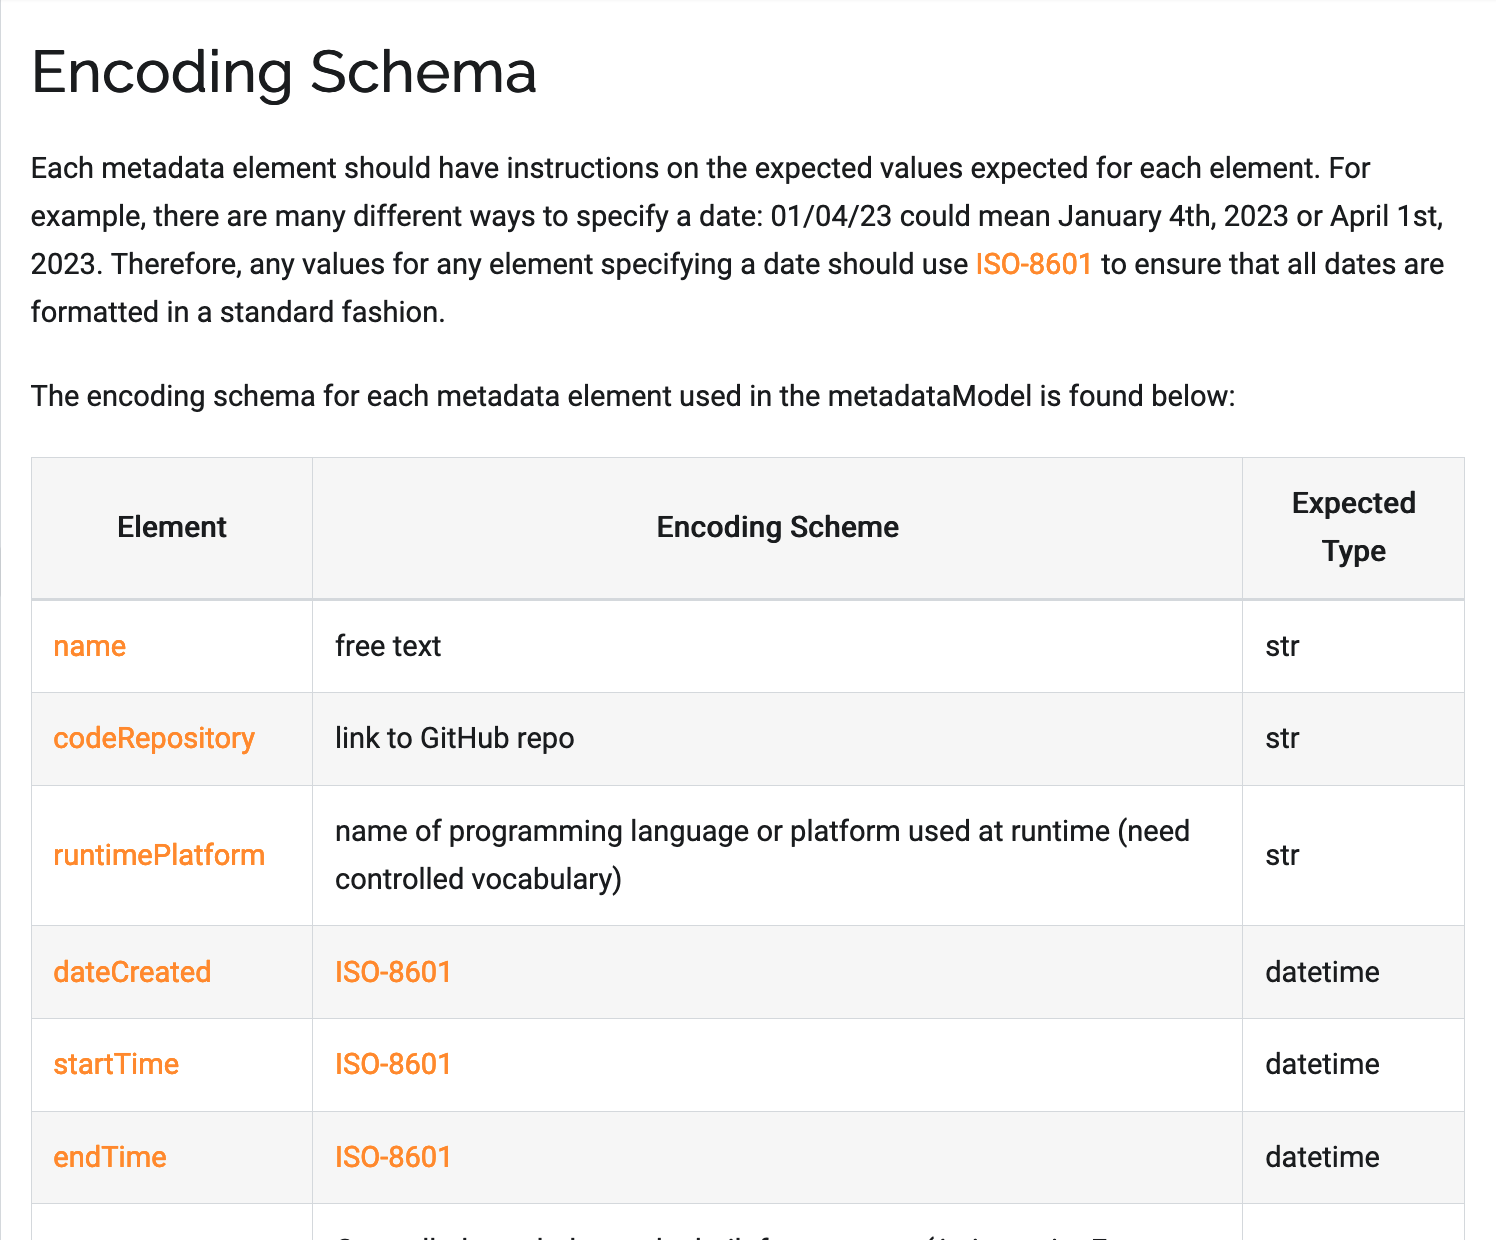 Encoding Schema
Each metadata element should have instructions on the expected values expected for each element. For
example, there are many different ways to specify a date: 01/04/23 could mean January 4th, 2023 or April 1st,
2023. Therefore, any values for any element specifying a date should use ISO-8601 to ensure that all dates are
formatted in a standard fashion.
The encoding schema for each metadata element used in the metadataModel is found below:
Element Encoding Scheme Expected
Type
name free text str
codeRepository link to GitHub repo str
runtimePlatform name of programming language or platform used at runtime (need
controlled vocabulary) str
dateCreated ISO-8601 datetime
startTime ISO-8601 datetime
endTime ISO-8601 datetime